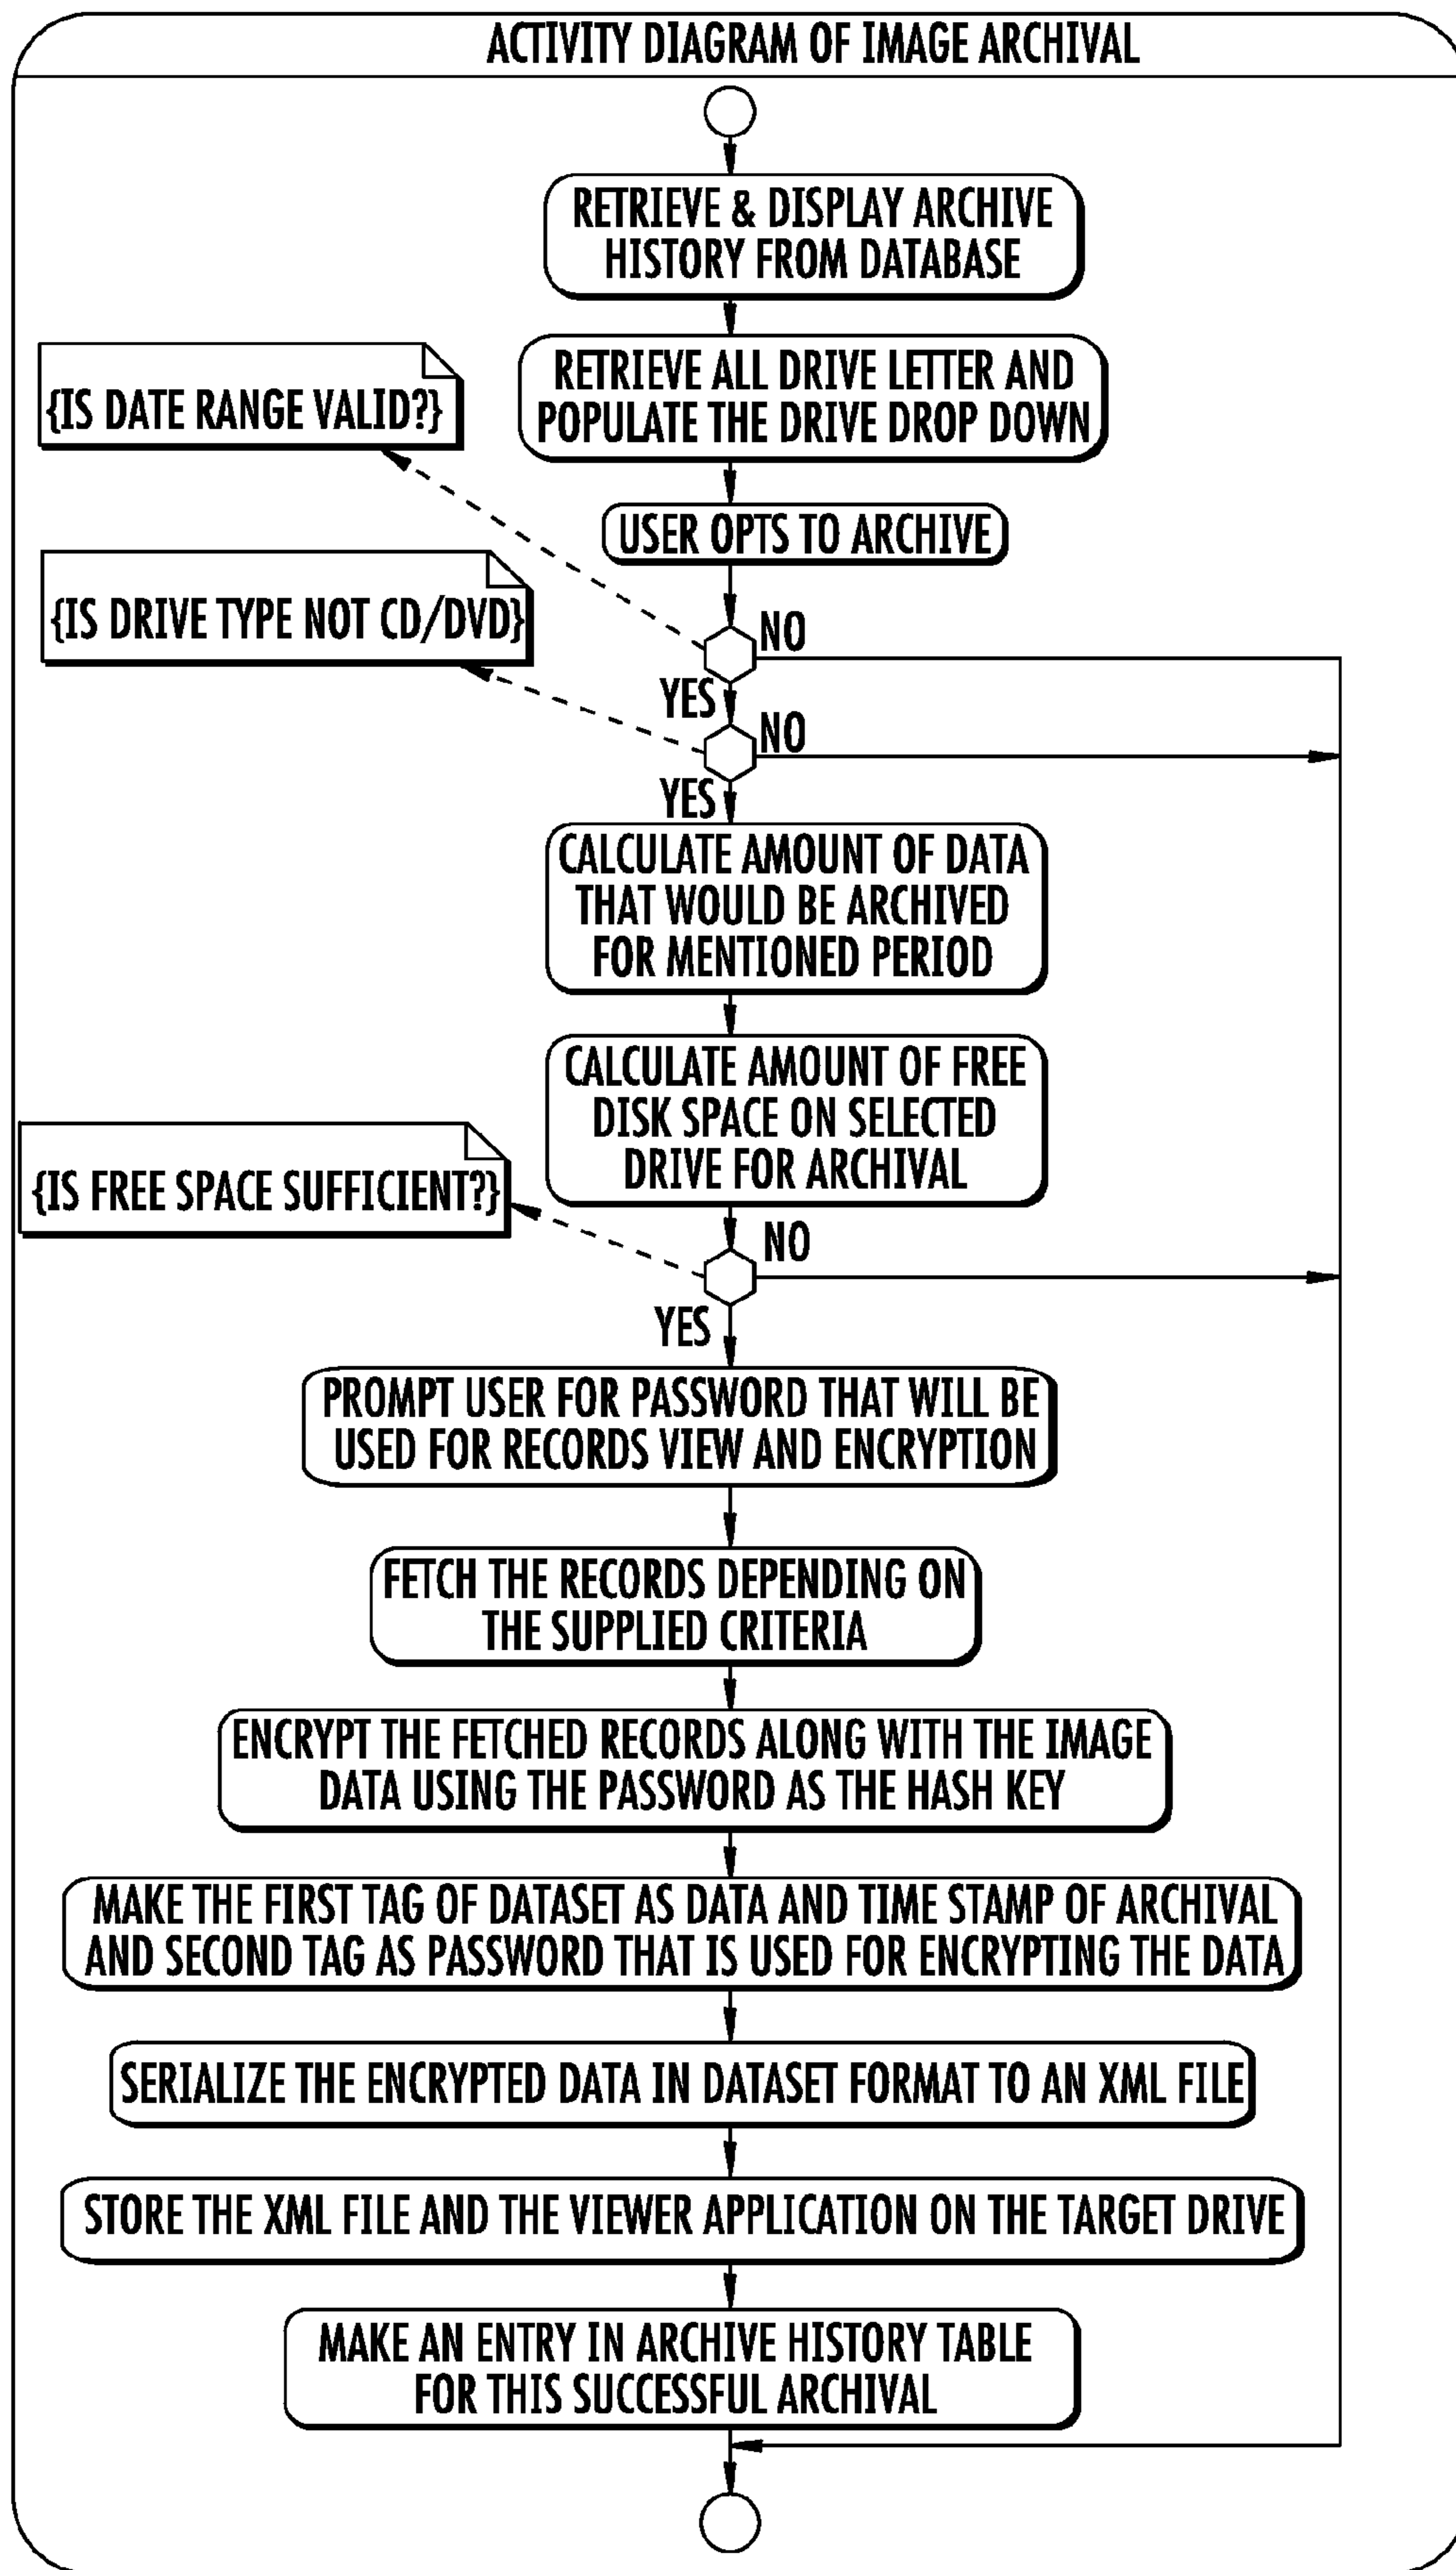 ACTIVITY DIAGRAM OF IMAGE ARCHIVAL
RETRIEVE & DISPLAY ARCHIVE
HISTORY FROM DATABASE
RETRIEVE ALL DRIVE LETTER AND
POPULATE THE DRIVE DROP DOWN
{IS DATE RANGE VALID?}
USER OPTS TO ARCHIVE
{IS DRIVE TYPE NOT CD/DVD}
NO
YES
NO
YES
CALCULATE AMOUNT OF DATA
THAT WOULD BE ARCHIVED
FOR MENTIONED PERIOD
CALCULATE AMOUNT OF FREE
DISK SPACE ON SELECTED
DRIVE FOR ARCHIVAL
{IS FREE SPACE SUFFICIENT?}
NO
YES
PROMPT USER FOR PASSWORD THAT WILL BE
USED FOR RECORDS VIEW AND ENCRYPTION
FETCH THE RECORDS DEPENDING ON
THE SUPPLIED CRITERIA
ENCRYPT THE FETCHED RECORDS ALONG WITH THE IMAGE
DATA USING THE PASSWORD AS THE HASH KEY
MAKE THE FIRST TAG OF DATASET AS DATA AND TIME STAMP OF ARCHIVAL
AND SECOND TAG AS PASSWORD THAT IS USED FOR ENCRYPTING THE DATA
SERIALIZE THE ENCRYPTED DATA IN DATASET FORMAT TO AN XML FILE
STORE THE XML FILE AND THE VIEWER APPLICATION ON THE TARGET DRIVE
MAKE AN ENTRY IN ARCHIVE HISTORY TABLE
FOR THIS SUCCESSFUL ARCHIVAL